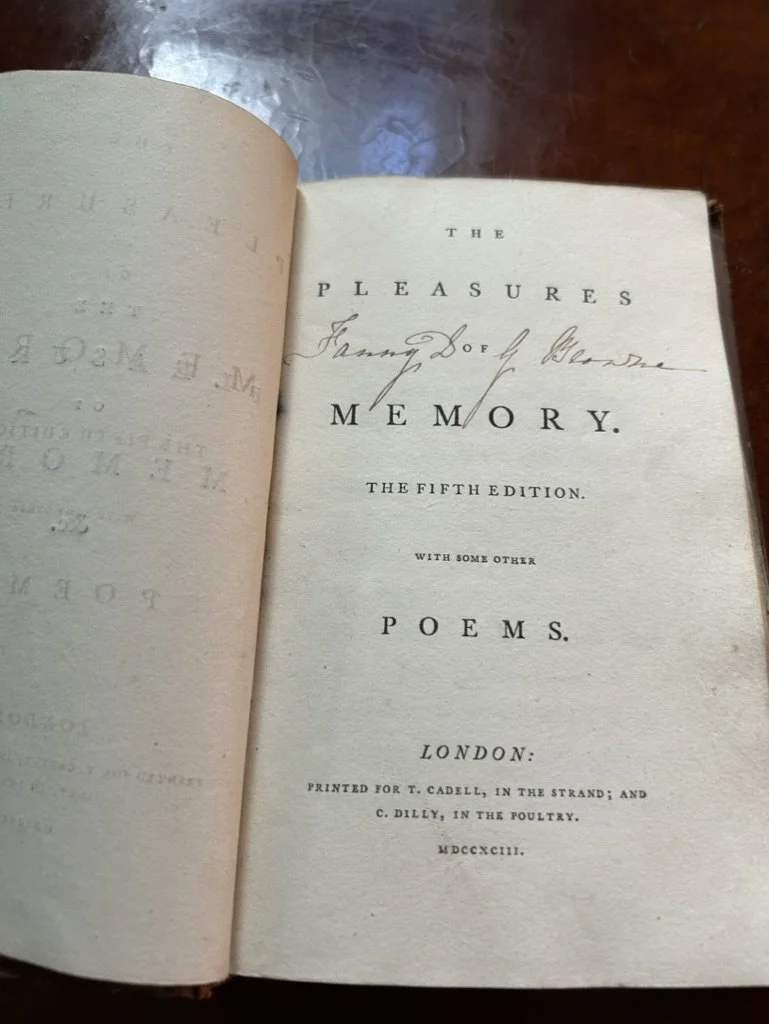 THE
PLEASURES
Fanny D G Browne
OF
MEMORY.
THE FIFTH EDITION.
WITH SOME OTHER
POEMS.
LONDON:
PRINTED FOR T. CADELL, IN THE STRAND; AND
C. DILLY, IN THE POULTRY.
MDCCXCIII.